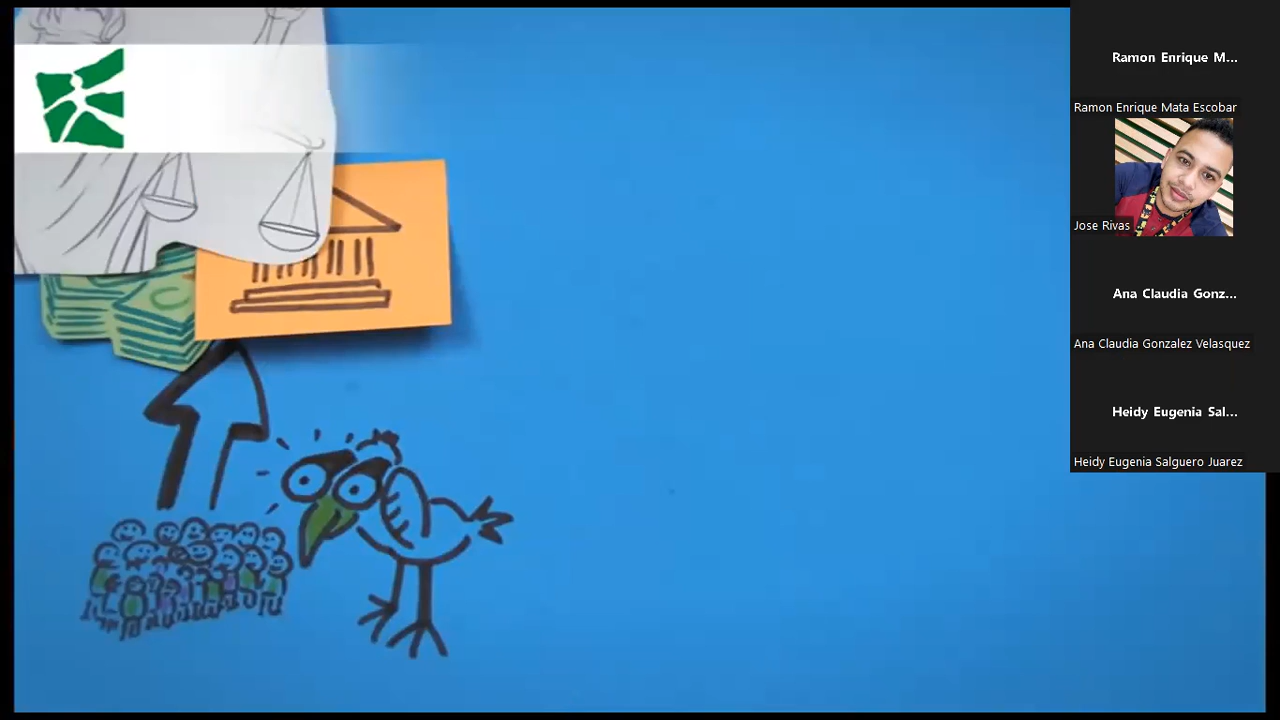 Ramon Enrique M...
Ramon Enrique Mata Escobar
Jose Rivas
Ana Claudia Gonz...
Ana Claudia Gonzalez Velasquez
Heidy Eugenia Sal...
Heidy Eugenia Salguero Juarez